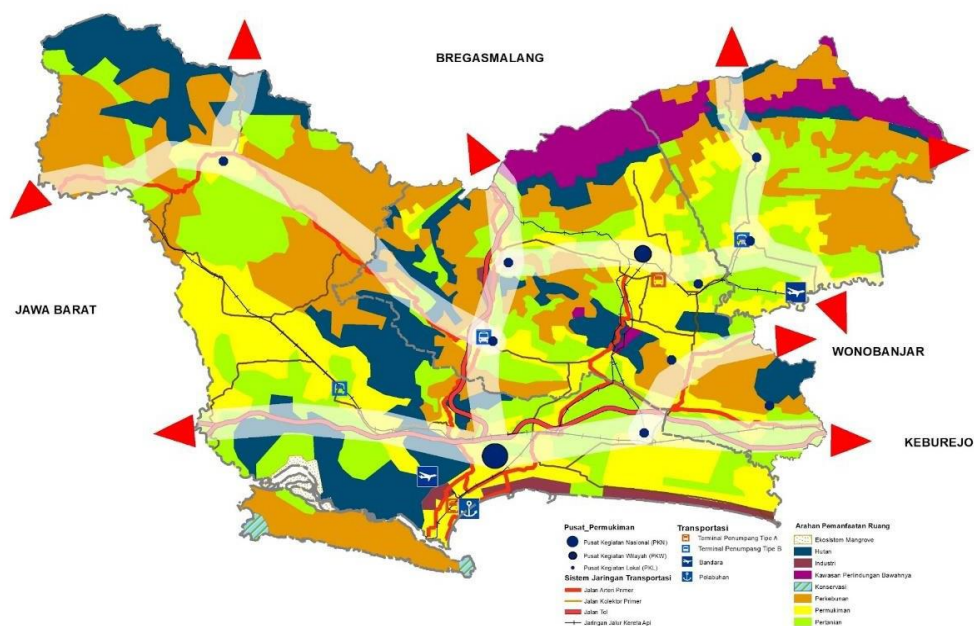 BREGASMALANG
JAWA BARAT
WONOBANJAR
KEBUREJO
Pusat_Permukiman
Pusat Kegiatan Nasional (PKN)
Pusat Kegiatan Wilayah (PKW)
Pusat Kegiatan Lokal (PKL)
Sistem Jaringan Transportasi
Jalan Arteri Primer
Jalan Kolektor Primer
Jalan Tol
Jaringan Jalur Kereta Api
Transportasi
Terminal Penumpang Tipe A
Terminal Penumpang Tipe B
Bandara
Pelabuhan
Arahan Pemanfaatan Ruang
Ekosistem Mangrove
Hutan
Industri
Kawasan Perlindungan Bawahnya
Konservasi
Perkebunan
Permukiman
Pertanian